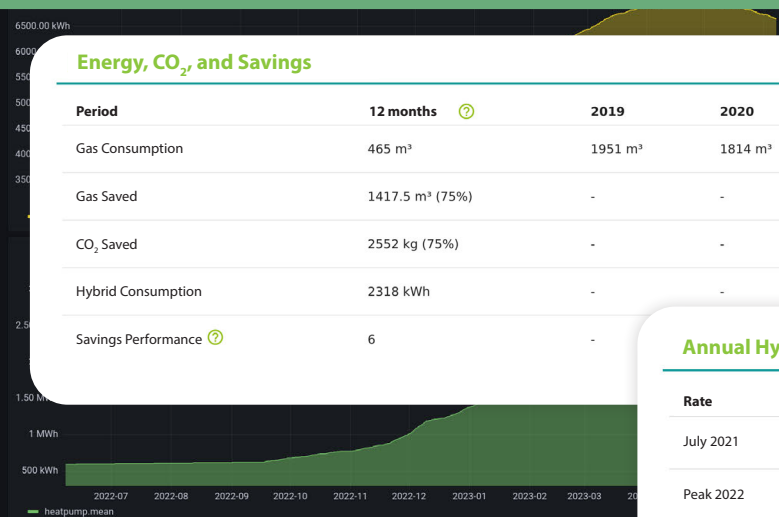 6500.00 kWh
6000
550
500
450
400
350
Energy, CO₂, and Savings
Period 12 months ? 2019 2020
Gas Consumption 465 m³ 1951 m³ 1814 m³
Gas Saved 1417.5 m³ (75%) - -
CO₂ Saved 2552 kg (75%) - -
Hybrid Consumption 2318 kWh - -
Savings Performance ? 6 -
2.50
1.50 M
1 MWh
500 kWh
2022-07 2022-08 2022-09 2022-10 2022-11 2022-12 2023-01 2023-02 2023-03 20
heatpump.mean
Annual Hy
Rate
July 2021
Peak 2022